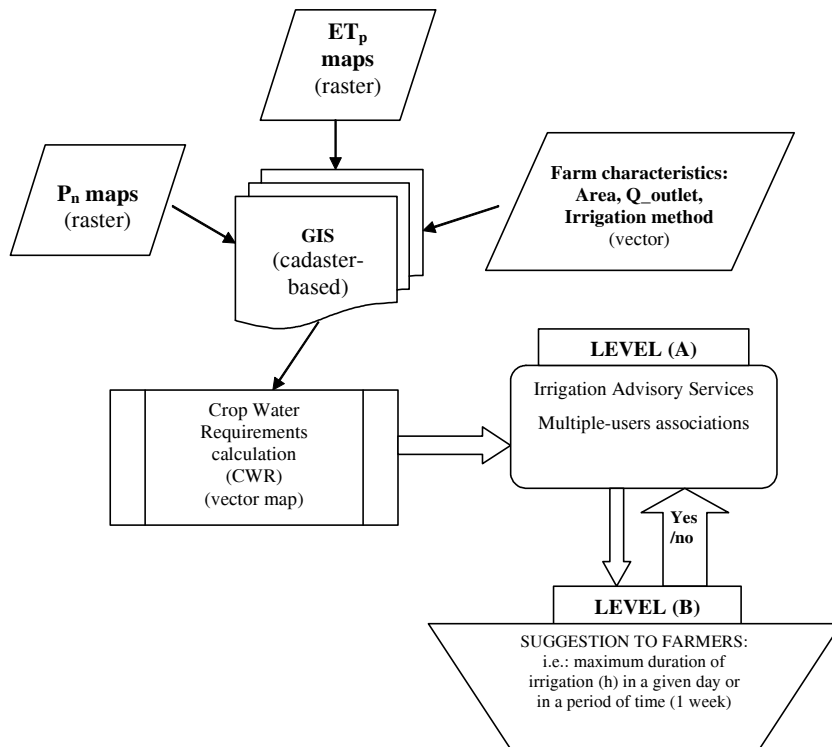 ETp
maps
(raster)
Pn maps
(raster)
Farm characteristics:
Area, Q_outlet,
Irrigation method
(vector)
GIS
(cadaster-
based)
LEVEL (A)
Irrigation Advisory Services
Multiple-users associations
Crop Water
Requirements
calculation
(CWR)
(vector map)
Yes
/no
LEVEL (B)
SUGGESTION TO FARMERS:
i.e.: maximum duration of
irrigation (h) in a given day or
in a period of time (1 week)